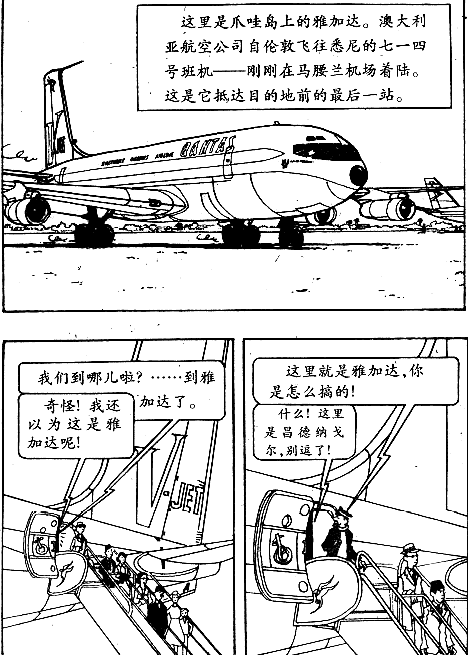 这里是爪哇岛上的雅加达。澳大利
亚航空公司自伦敦飞往悉尼的七一四
号班机——刚刚在马腰兰机场着陆。
这是它抵达目的地前的最后一站。
QANTAS
我们到哪儿啦？……到雅
加达了。
奇怪！我还
以为这是雅
加达呢！
V-JET
这里就是雅加达,你
是怎么搞的！
什么！这里
是昌德纳戈
尔,别逗了！